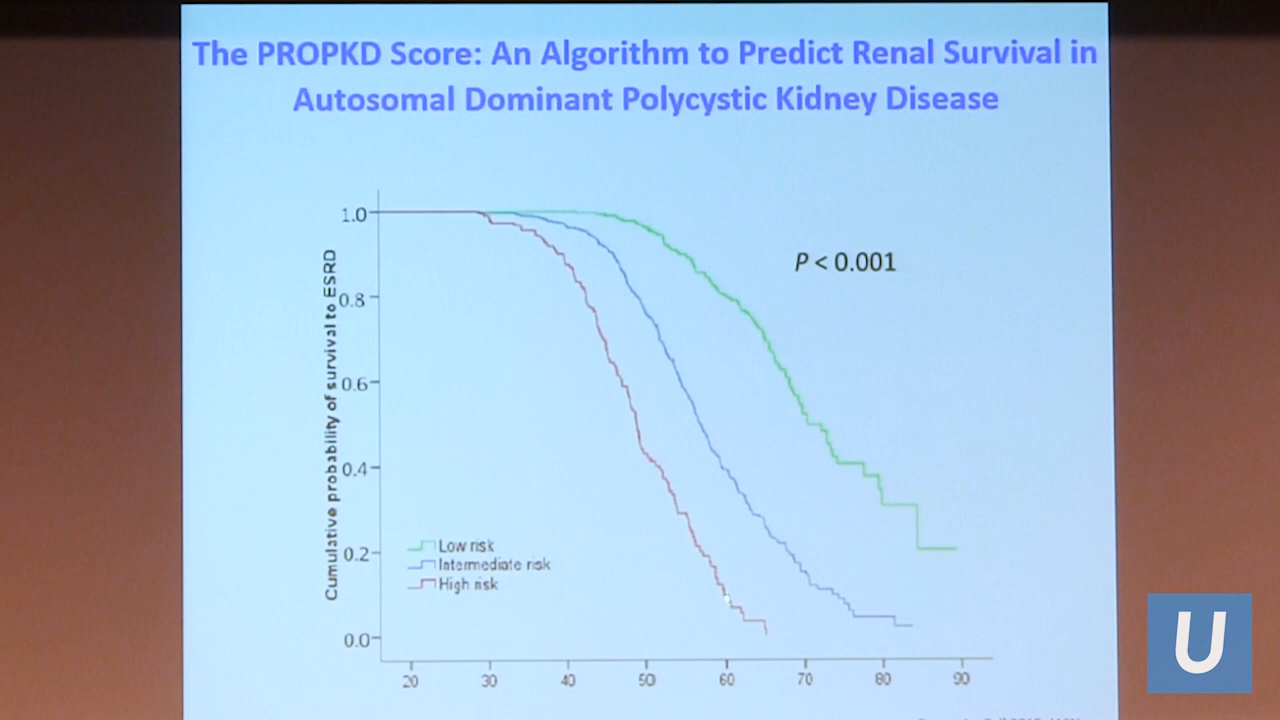 The PROPKD Score: An Algorithm to Predict Renal Survival in
Autosomal Dominant Polycystic Kidney Disease
P < 0.001
Cumulative probability of survival to ESRD
1.0
0.8
0.6
0.4
0.2
0.0
Low risk
Intermediate risk
High risk
20 30 40 50 60 70 80 90
U